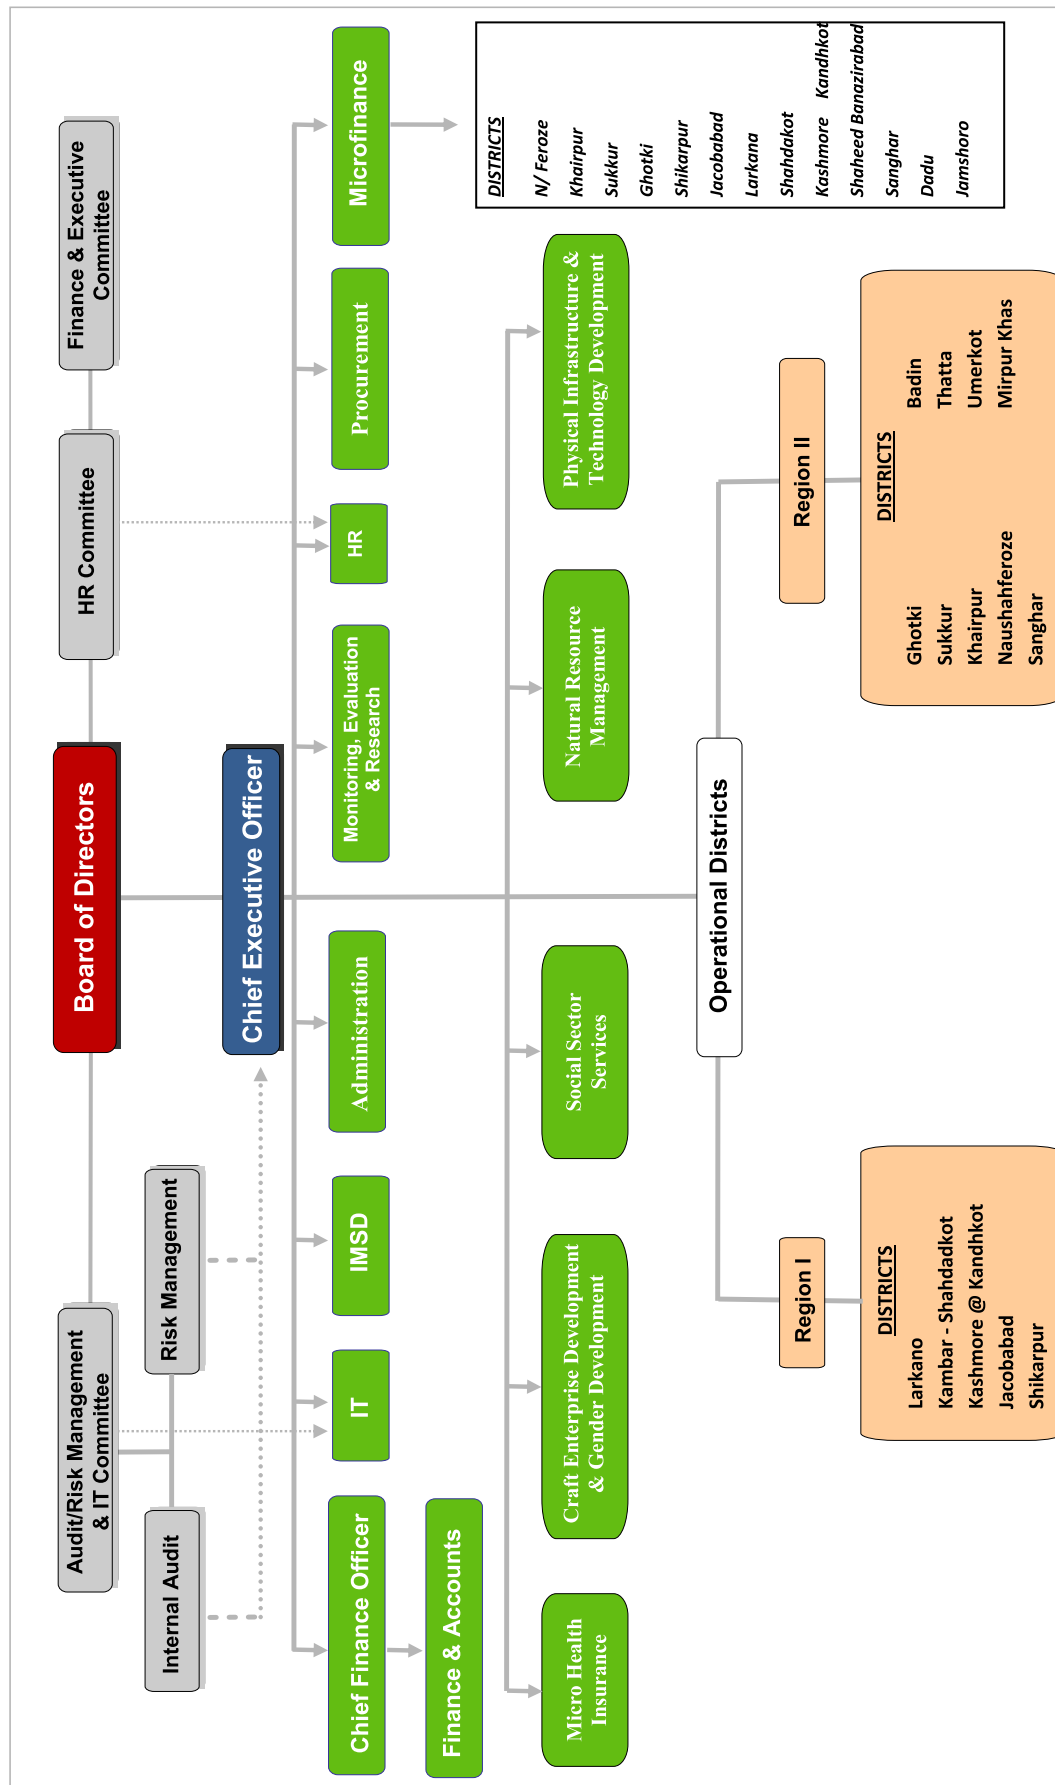 Board of Directors
Audit/Risk Management
& IT Committee
HR Committee
Finance & Executive
Committee
Internal Audit
Risk Management
Chief Executive Officer
Chief Finance Officer
IT
IMSD
Administration
Monitoring, Evaluation
& Research
HR
Procurement
Microfinance
Finance & Accounts
DISTRICTS
N/ Feroze
Khairpur
Sukkur
Ghotki
Shikarpur
Jacobabad
Larkana
Shahdakot
Kashmore Kandhkot
Shaheed Banazirabad
Sanghar
Dadu
Jamshoro
Micro Health
Insurance
Craft Enterprise Development
& Gender Development
Social Sector
Services
Natural Resource
Management
Physical Infrastructure &
Technology Development
Operational Districts
Region I
DISTRICTS
Larkano
Kambar - Shahdadkot
Kashmore @ Kandhkot
Jacobabad
Shikarpur
Region II
DISTRICTS
Ghotki Badin
Sukkur Thatta
Khairpur Umerkot
Naushahferoze Mirpur Khas
Sanghar